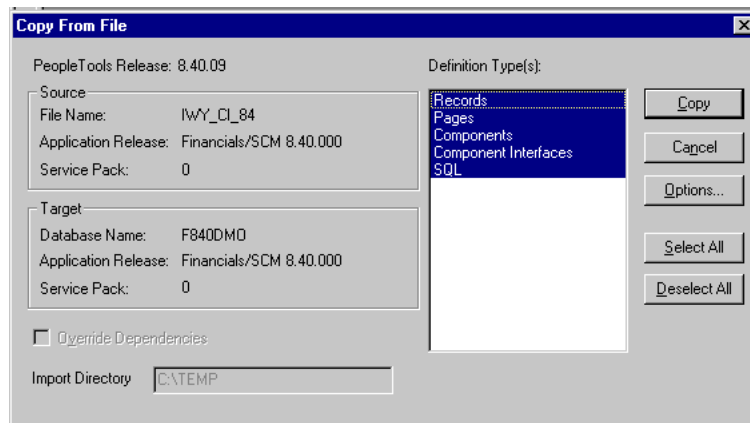 Copy From File
PeopleTools Release: 8.40.09
Source
File Name: IWY_CI_84
Application Release: Financials/SCM 8.40.000
Service Pack: 0
Target
Database Name: F840DMO
Application Release: Financials/SCM 8.40.000
Service Pack: 0
Override Dependencies
Import Directory C:\TEMP
Definition Type(s):
Records
Pages
Components
Component Interfaces
SQL
Copy
Cancel
Options...
Select All
Deselect All